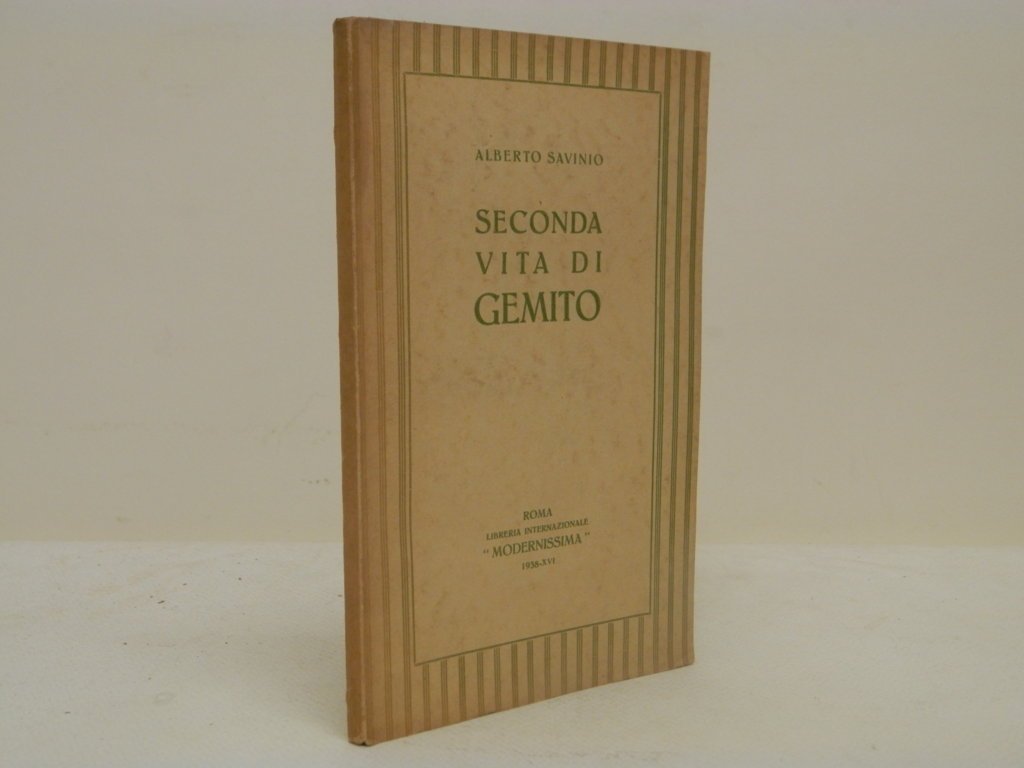 ALBERTO SAVINIO
SECONDA
VITA DI
GEMITO
ROMA
LIBRERIA INTERNAZIONALE
"MODERNISSIMA"
1938-XVI